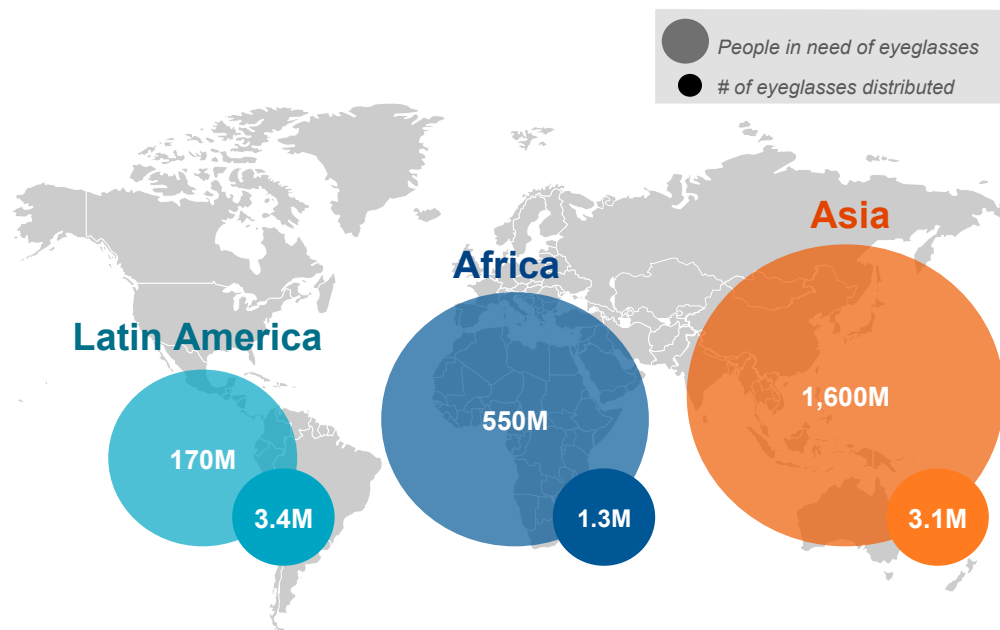 People in need of eyeglasses
# of eyeglasses distributed
Asia
Africa
Latin America
1,600M
550M
170M
3.4M
1.3M
3.1M